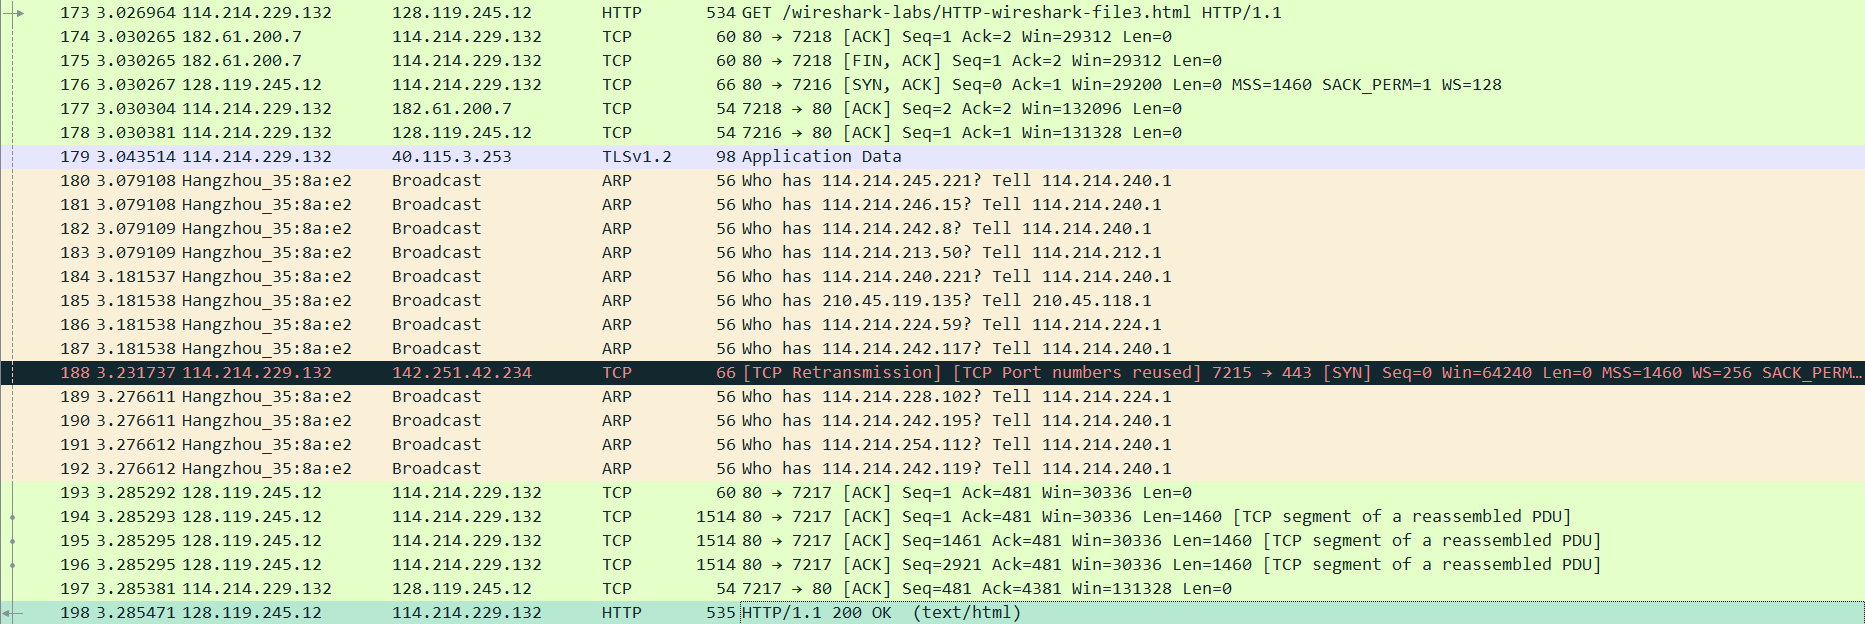 173 3.026964 114.214.229.132 128.119.245.12 HTTP 534 GET /wireshark-labs/HTTP-wireshark-file3.html HTTP/1.1
174 3.030265 182.61.200.7 114.214.229.132 TCP 60 80 → 7218 [ACK] Seq=1 Ack=2 Win=29312 Len=0
175 3.030265 182.61.200.7 114.214.229.132 TCP 60 80 → 7218 [FIN, ACK] Seq=1 Ack=2 Win=29312 Len=0
176 3.030267 128.119.245.12 114.214.229.132 TCP 66 80 → 7216 [SYN, ACK] Seq=0 Ack=1 Win=29200 Len=0 MSS=1460 SACK_PERM=1 WS=128
177 3.030304 114.214.229.132 182.61.200.7 TCP 54 7218 → 80 [ACK] Seq=2 Ack=2 Win=132096 Len=0
178 3.030381 114.214.229.132 128.119.245.12 TCP 54 7216 → 80 [ACK] Seq=1 Ack=1 Win=131328 Len=0
179 3.043514 114.214.229.132 40.115.3.253 TLSv1.2 98 Application Data
180 3.079108 Hangzhou_35:8a:e2 Broadcast ARP 56 Who has 114.214.245.221? Tell 114.214.240.1
181 3.079108 Hangzhou_35:8a:e2 Broadcast ARP 56 Who has 114.214.246.15? Tell 114.214.240.1
182 3.079109 Hangzhou_35:8a:e2 Broadcast ARP 56 Who has 114.214.242.8? Tell 114.214.240.1
183 3.079109 Hangzhou_35:8a:e2 Broadcast ARP 56 Who has 114.214.213.50? Tell 114.214.212.1
184 3.181537 Hangzhou_35:8a:e2 Broadcast ARP 56 Who has 114.214.240.221? Tell 114.214.240.1
185 3.181538 Hangzhou_35:8a:e2 Broadcast ARP 56 Who has 210.45.119.135? Tell 210.45.118.1
186 3.181538 Hangzhou_35:8a:e2 Broadcast ARP 56 Who has 114.214.224.59? Tell 114.214.224.1
187 3.181538 Hangzhou_35:8a:e2 Broadcast ARP 56 Who has 114.214.242.117? Tell 114.214.240.1
188 3.231737 114.214.229.132 142.251.42.234 TCP 66 [TCP Retransmission] [TCP Port numbers reused] 7215 → 443 [SYN] Seq=0 Win=64240 Len=0 MSS=1460 WS=256 SACK_PERM…
189 3.276611 Hangzhou_35:8a:e2 Broadcast ARP 56 Who has 114.214.228.102? Tell 114.214.224.1
190 3.276611 Hangzhou_35:8a:e2 Broadcast ARP 56 Who has 114.214.242.195? Tell 114.214.240.1
191 3.276612 Hangzhou_35:8a:e2 Broadcast ARP 56 Who has 114.214.254.112? Tell 114.214.240.1
192 3.276612 Hangzhou_35:8a:e2 Broadcast ARP 56 Who has 114.214.242.119? Tell 114.214.240.1
193 3.285292 128.119.245.12 114.214.229.132 TCP 60 80 → 7217 [ACK] Seq=1 Ack=481 Win=30336 Len=0
194 3.285293 128.119.245.12 114.214.229.132 TCP 1514 80 → 7217 [ACK] Seq=1 Ack=481 Win=30336 Len=1460 [TCP segment of a reassembled PDU]
195 3.285295 128.119.245.12 114.214.229.132 TCP 1514 80 → 7217 [ACK] Seq=1461 Ack=481 Win=30336 Len=1460 [TCP segment of a reassembled PDU]
196 3.285295 128.119.245.12 114.214.229.132 TCP 1514 80 → 7217 [ACK] Seq=2921 Ack=481 Win=30336 Len=1460 [TCP segment of a reassembled PDU]
197 3.285381 114.214.229.132 128.119.245.12 TCP 54 7217 → 80 [ACK] Seq=481 Ack=4381 Win=131328 Len=0
198 3.285471 128.119.245.12 114.214.229.132 HTTP 535 HTTP/1.1 200 OK  (text/html)